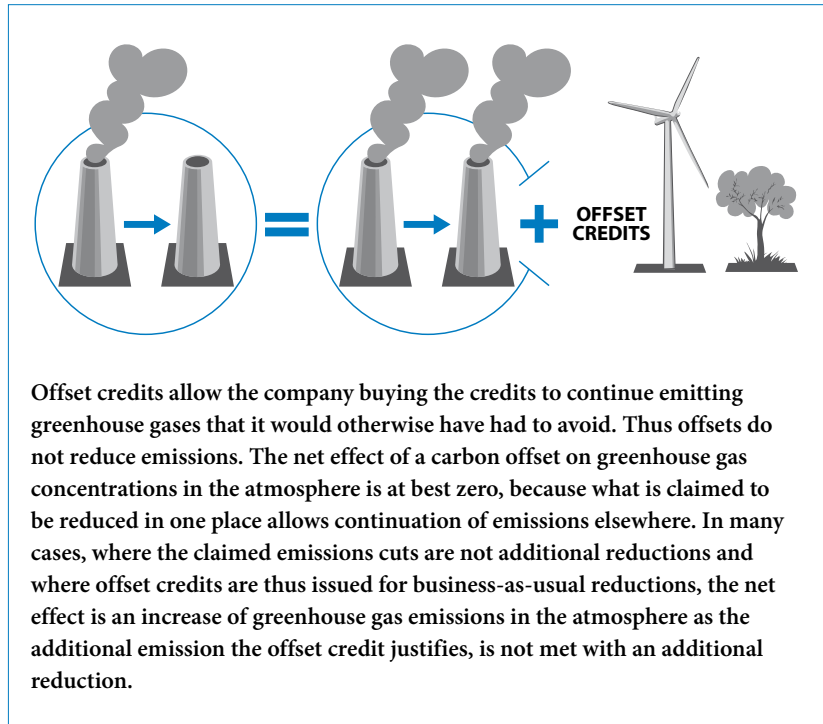 OFFSET
CREDITS
Offset credits allow the company buying the credits to continue emitting
greenhouse gases that it would otherwise have had to avoid. Thus offsets do
not reduce emissions. The net effect of a carbon offset on greenhouse gas
concentrations in the atmosphere is at best zero, because what is claimed to
be reduced in one place allows continuation of emissions elsewhere. In many
cases, where the claimed emissions cuts are not additional reductions and
where offset credits are thus issued for business-as-usual reductions, the net
effect is an increase of greenhouse gas emissions in the atmosphere as the
additional emission the offset credit justifies, is not met with an additional
reduction.